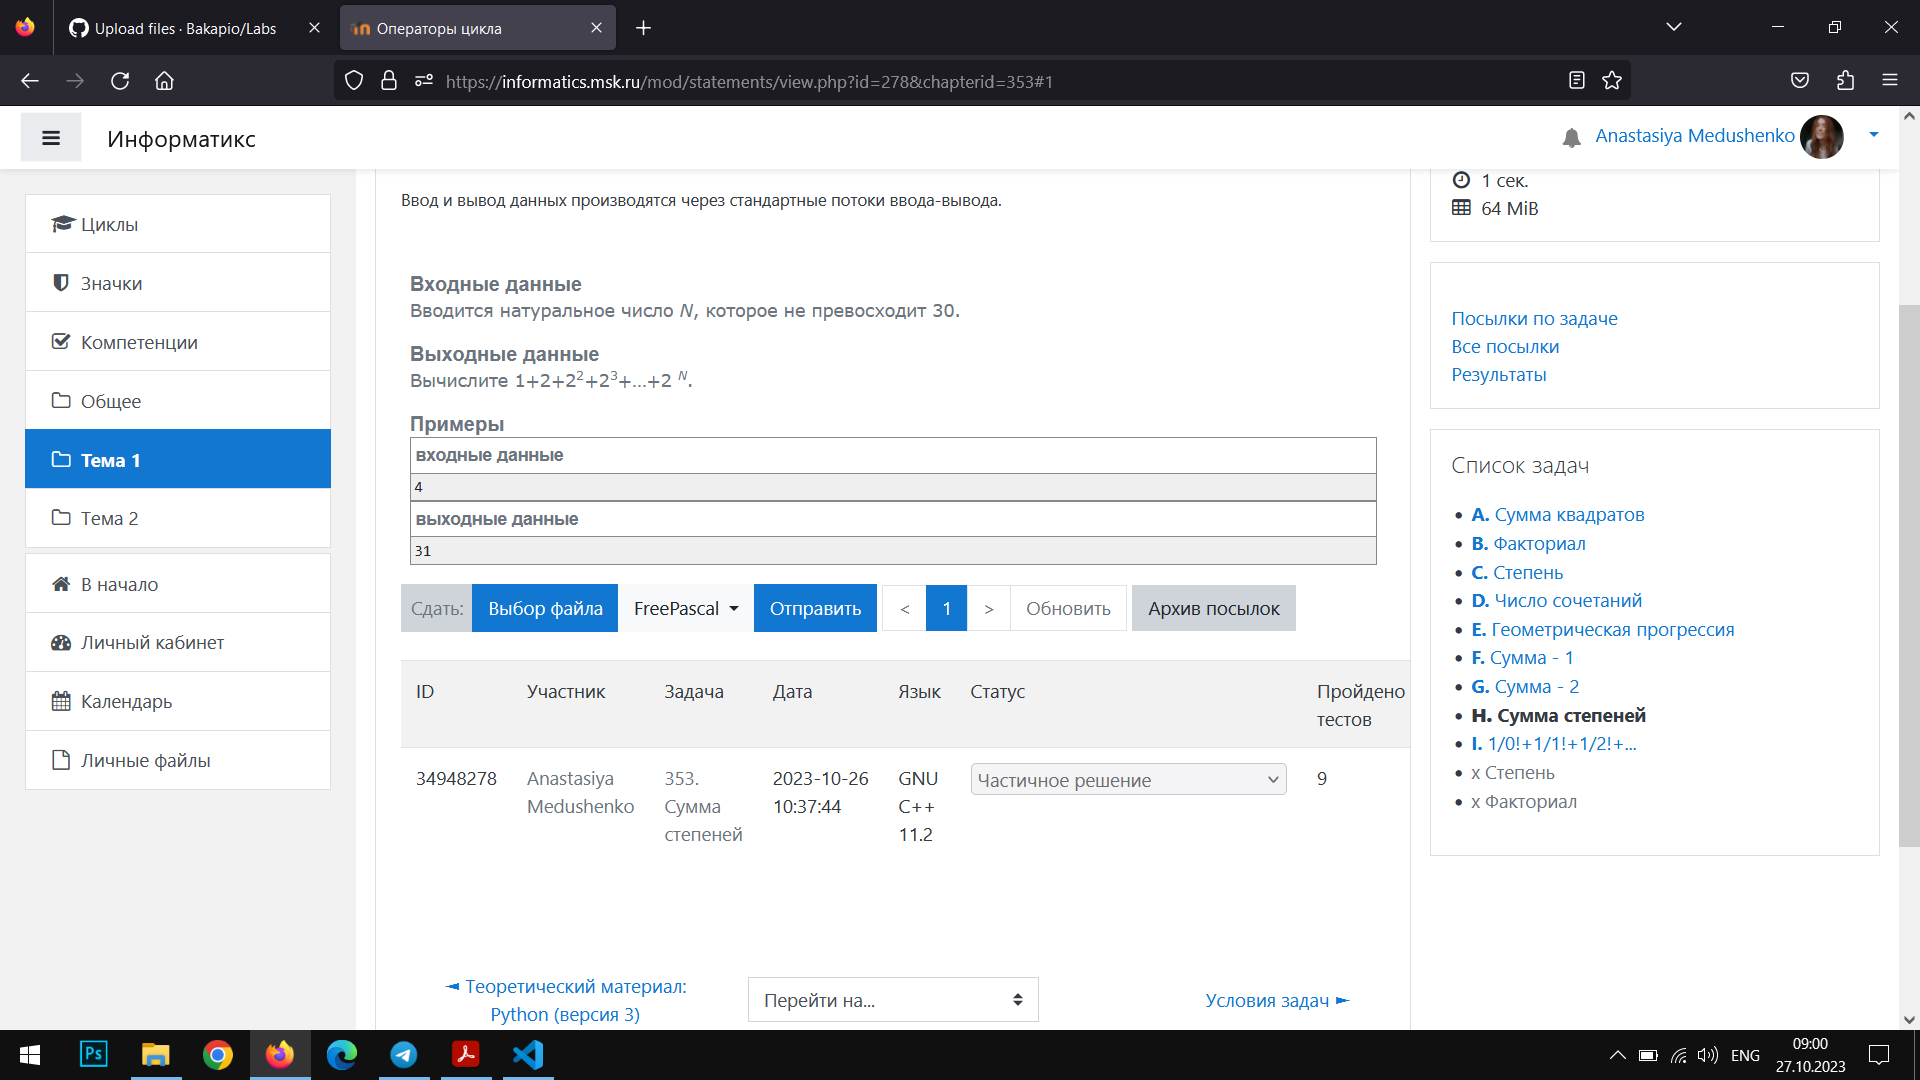 Upload files · Bakapio/Labs
Операторы цикла
https://informatics.msk.ru/mod/statements/view.php?id=278&chapterid=353#1
Информатикс
Anastasiya Medushenko
Циклы
Значки
Компетенции
Общее
Тема 1
Тема 2
В начало
Личный кабинет
Календарь
Личные файлы
Ввод и вывод данных производятся через стандартные потоки ввода-вывода.
Входные данные
Вводится натуральное число N, которое не превосходит 30.
Выходные данные
Вычислите 1+2+2²+2³+...+2 ᴺ.
Примеры
входные данные
4
выходные данные
31
Сдать: Выбор файла FreePascal Отправить < 1 > Обновить Архив посылок
ID Участник Задача Дата Язык Статус Пройдено тестов
34948278 Anastasiya Medushenko 353. Сумма степеней 2023-10-26 10:37:44 GNU C++ 11.2 Частичное решение 9
◄ Теоретический материал: Python (версия 3)
Перейти на...
Условия задач ►
1 сек.
64 MiB
Посылки по задаче
Все посылки
Результаты
Список задач
A. Сумма квадратов
B. Факториал
C. Степень
D. Число сочетаний
E. Геометрическая прогрессия
F. Сумма - 1
G. Сумма - 2
H. Сумма степеней
I. 1/0!+1/1!+1/2!+...
x Степень
x Факториал
Ps
ENG
09:00
27.10.2023